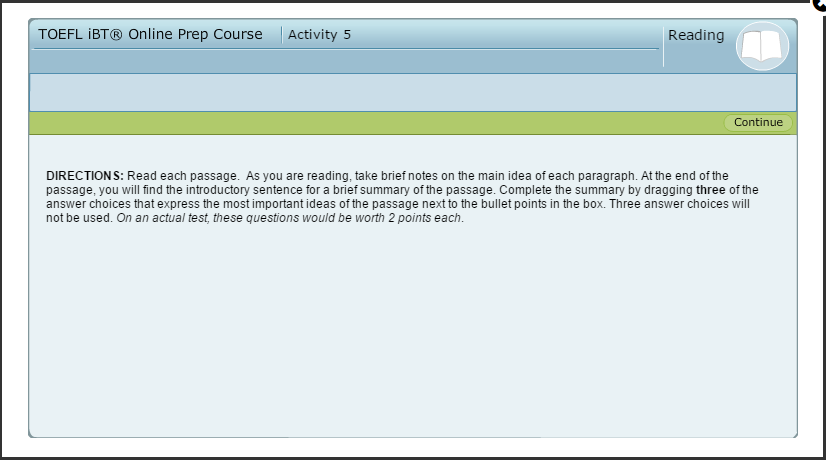 TOEFL iBT® Online Prep Course Activity 5 Reading
Continue
DIRECTIONS: Read each passage. As you are reading, take brief notes on the main idea of each paragraph. At the end of the
passage, you will find the introductory sentence for a brief summary of the passage. Complete the summary by dragging three of the
answer choices that express the most important ideas of the passage next to the bullet points in the box. Three answer choices will
not be used. On an actual test, these questions would be worth 2 points each.